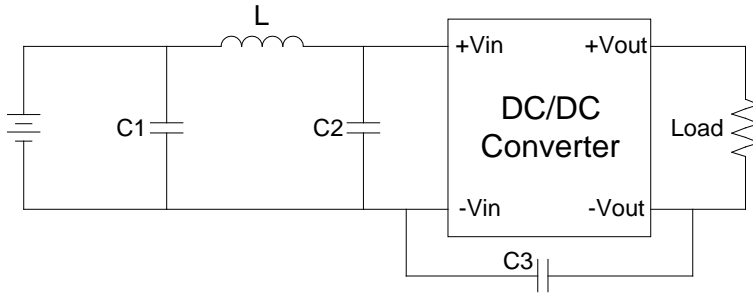 L
+Vin
+Vout
C1
C2
DC/DC
Converter
Load
-Vin
-Vout
C3